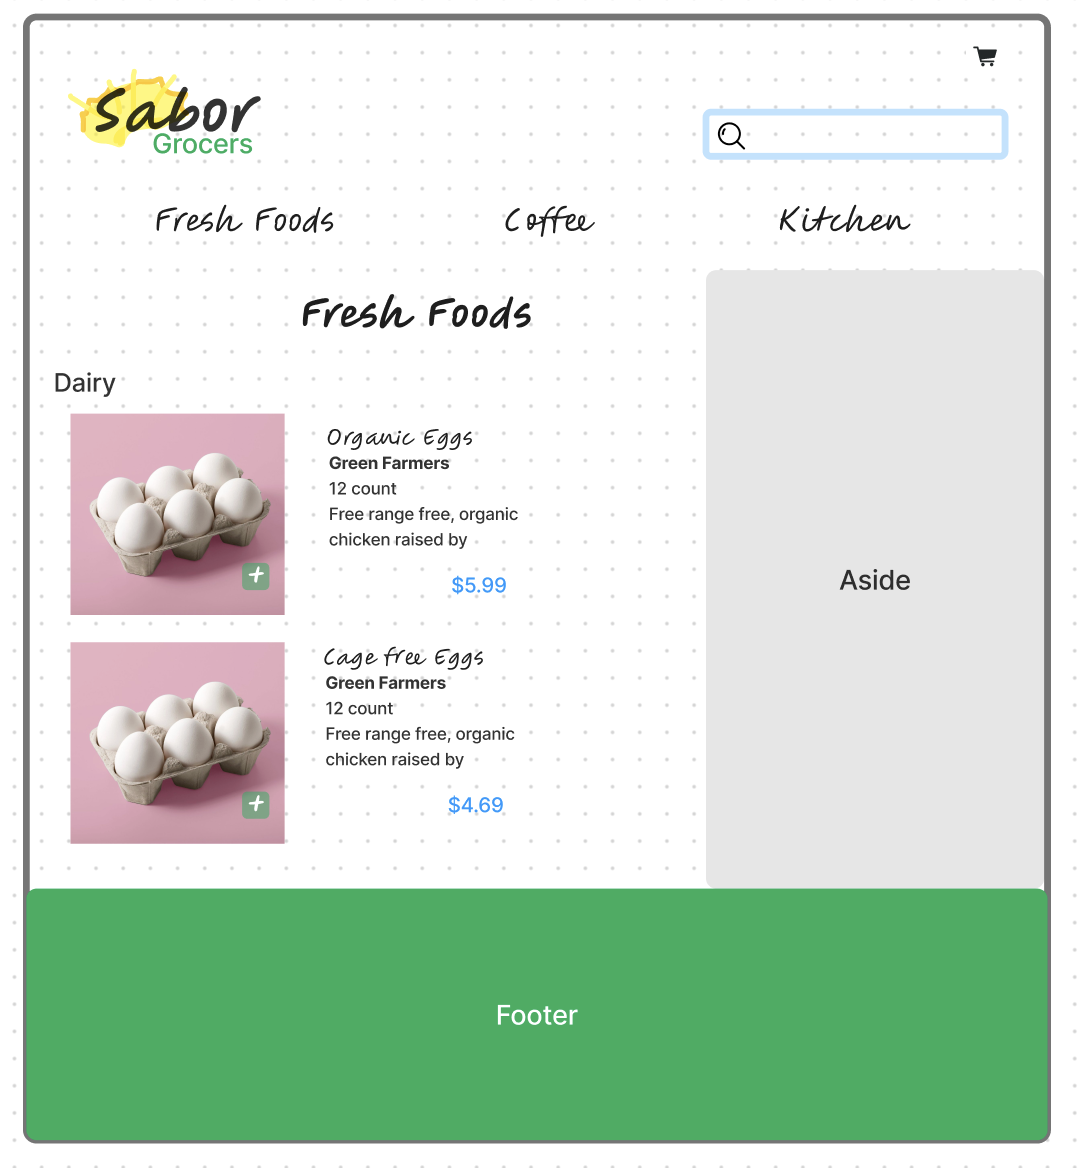 Sabor
Grocers
Fresh Foods
Coffee
Kitchen
Fresh Foods
Dairy
Organic Eggs
Green Farmers
12 count
Free range free, organic
chicken raised by
$5.99
Cage free Eggs
Green Farmers
12 count
Free range free, organic
chicken raised by
$4.69
Aside
Footer